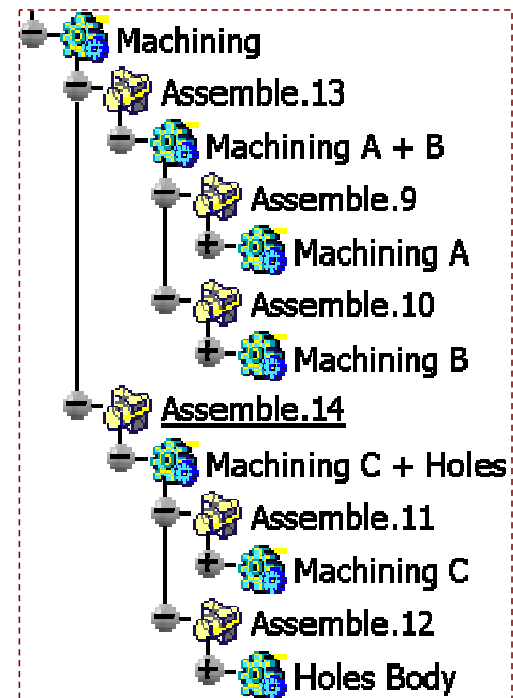 Machining
Assemble.13
Machining A + B
Assemble.9
Machining A
Assemble.10
Machining B
Assemble.14
Machining C + Holes
Assemble.11
Machining C
Assemble.12
Holes Body